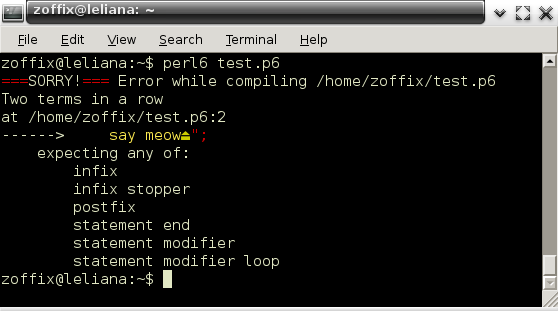 zoffix@leliana: ~
File Edit View Search Terminal Help
zoffix@leliana:~$ perl6 test.p6
===SORRY!=== Error while compiling /home/zoffix/test.p6
Two terms in a row
at /home/zoffix/test.p6:2
------>     say meow⏏";
    expecting any of:
        infix
        infix stopper
        postfix
        statement end
        statement modifier
        statement modifier loop
zoffix@leliana:~$